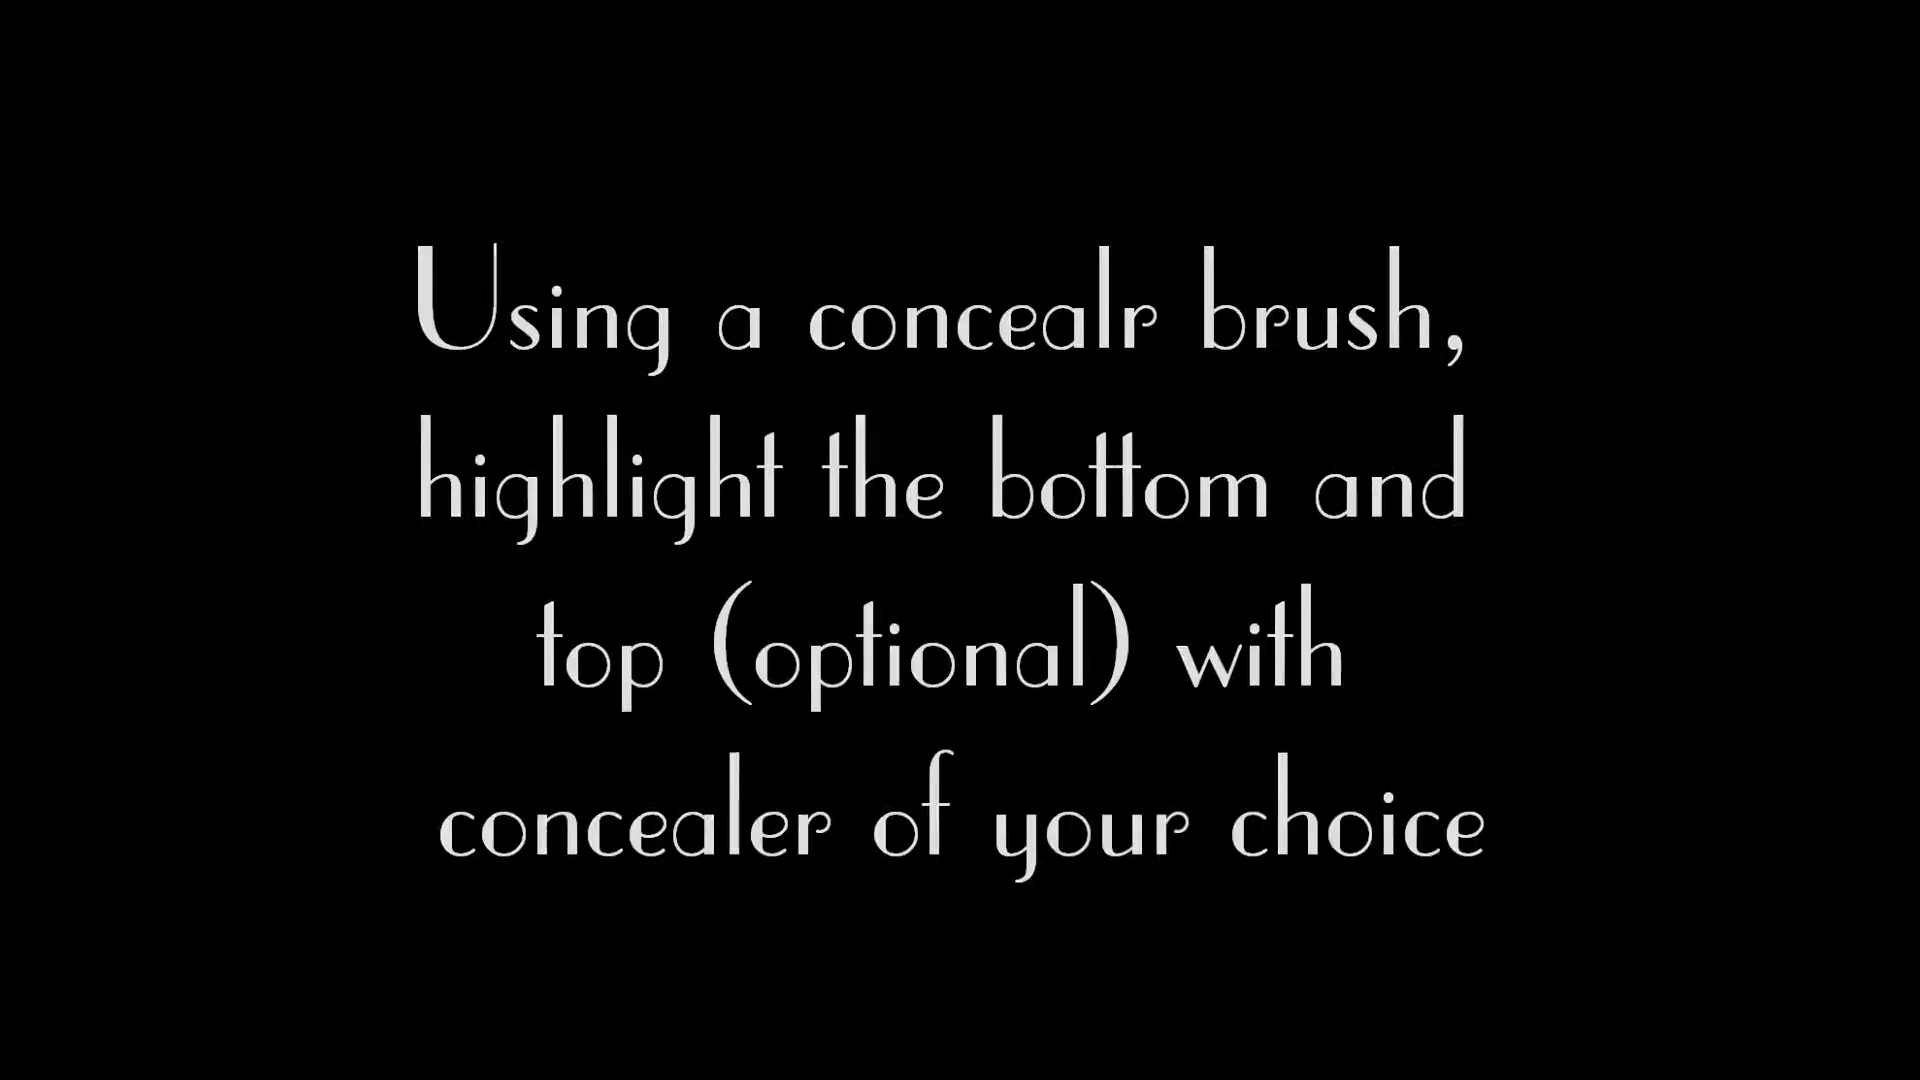 Using a concealr brush,
highlight the bottom and
top (optional) with
concealer of your choice